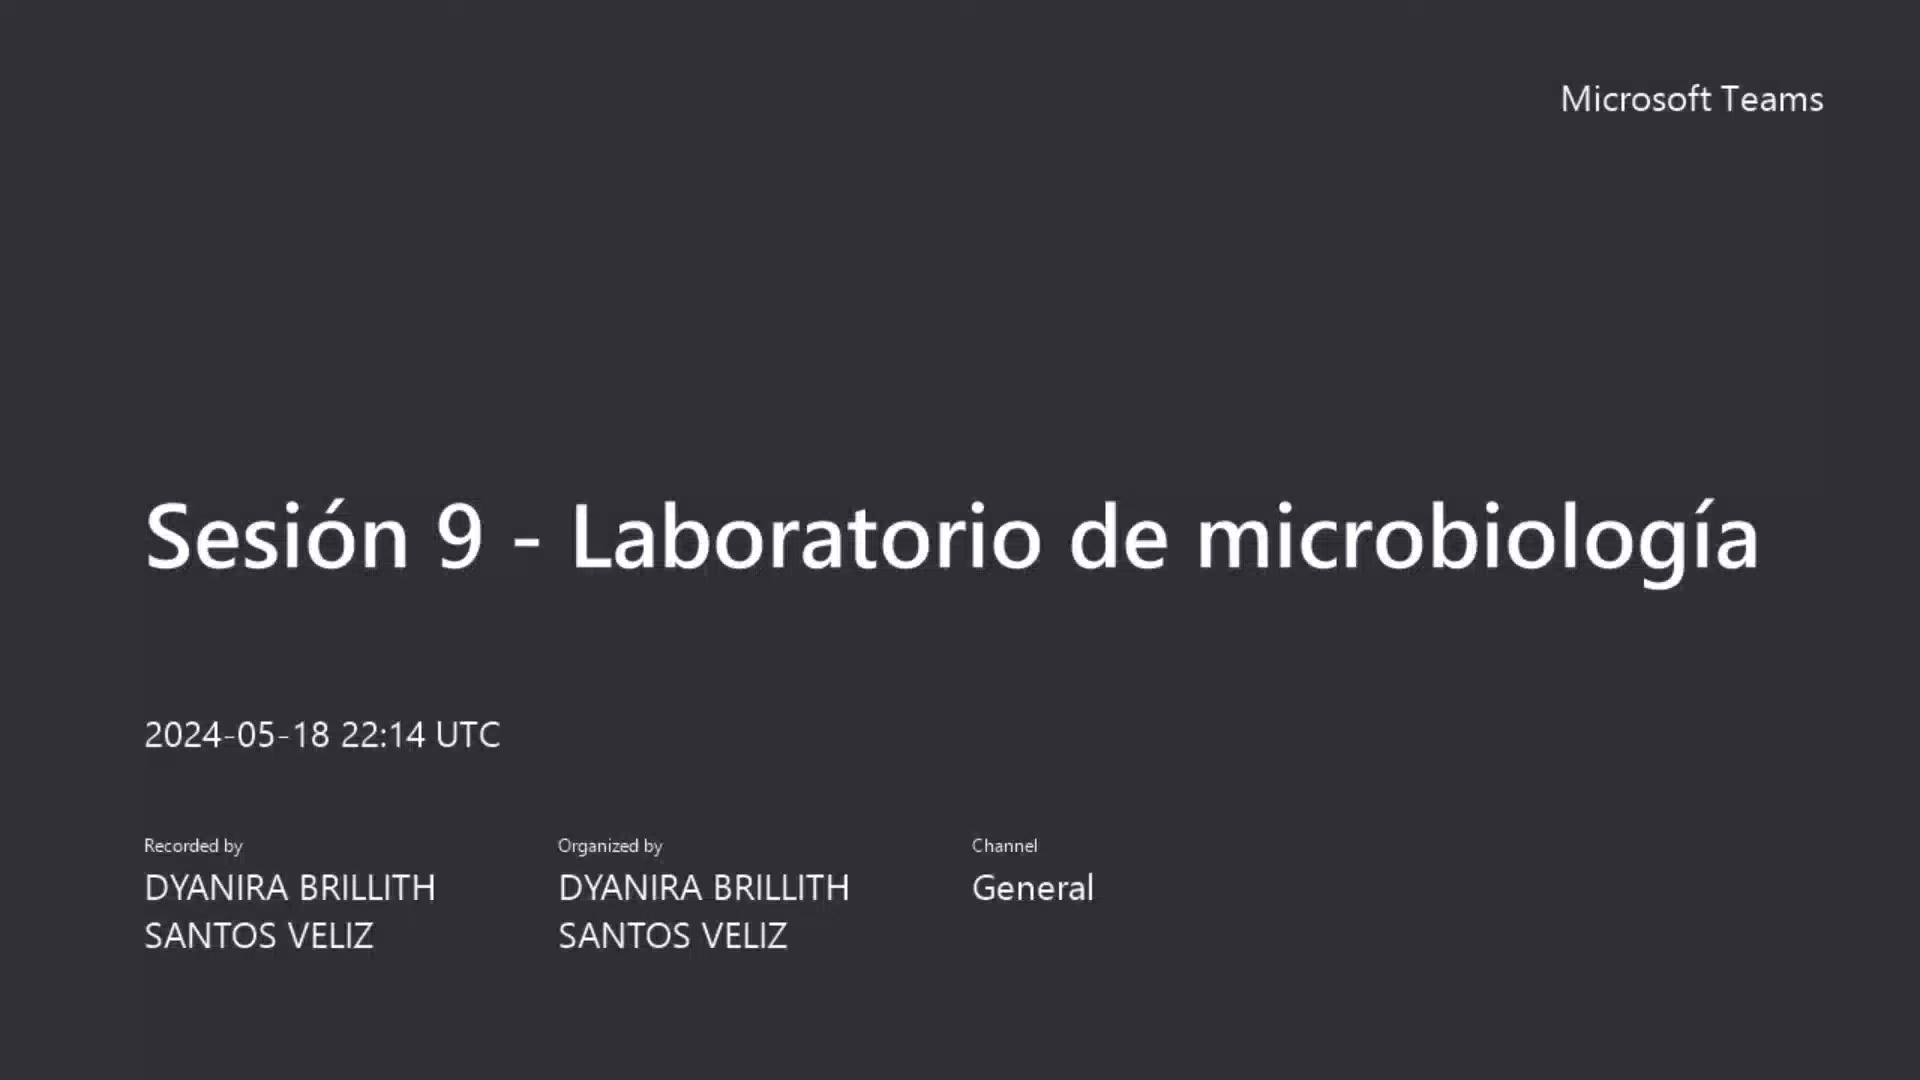 Microsoft Teams
Sesión 9 - Laboratorio de microbiología
2024-05-18 22:14 UTC
Recorded by
DYANIRA BRILLITH
SANTOS VELIZ
Organized by
DYANIRA BRILLITH
SANTOS VELIZ
Channel
General